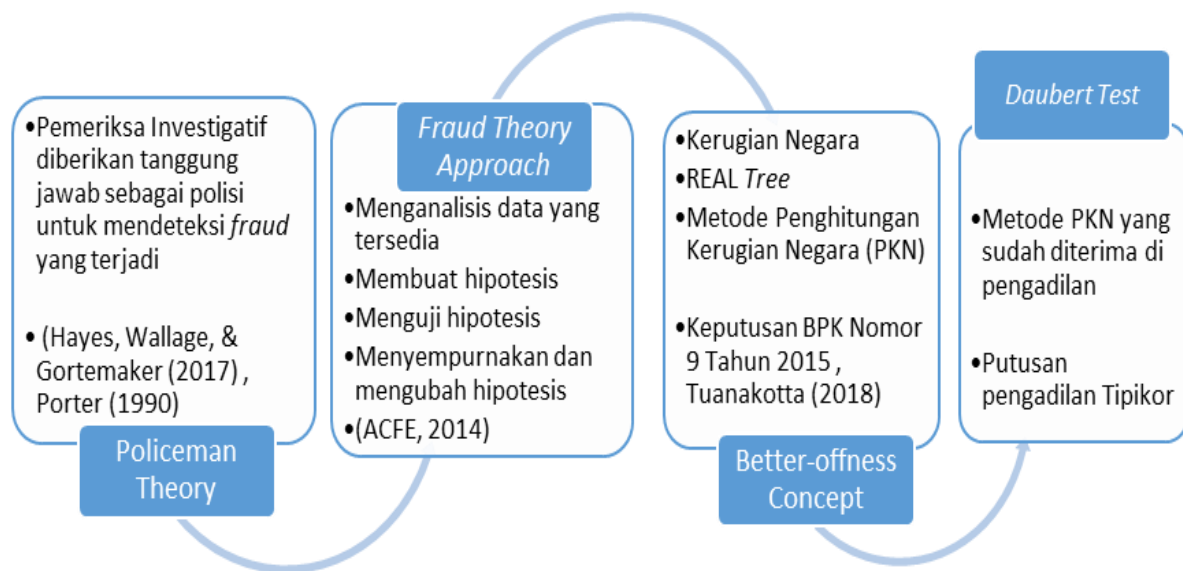 •Pemeriksa Investigatif
diberikan tanggung
jawab sebagai polisi
untuk mendeteksi fraud
yang terjadi
• (Hayes, Wallage, &
Gortemaker (2017) ,
Porter (1990)
Policeman
Theory
Fraud Theory
Approach
•Menganalisis data yang
tersedia
•Membuat hipotesis
•Menguji hipotesis
•Menyempurnakan dan
mengubah hipotesis
•(ACFE, 2014)
•Kerugian Negara
•REAL Tree
•Metode Penghitungan
Kerugian Negara (PKN)
•Keputusan BPK Nomor
9 Tahun 2015 ,
Tuanakotta (2018)
Better-offness
Concept
Daubert Test
•Metode PKN yang
sudah diterima di
pengadilan
•Putusan
pengadilan Tipikor